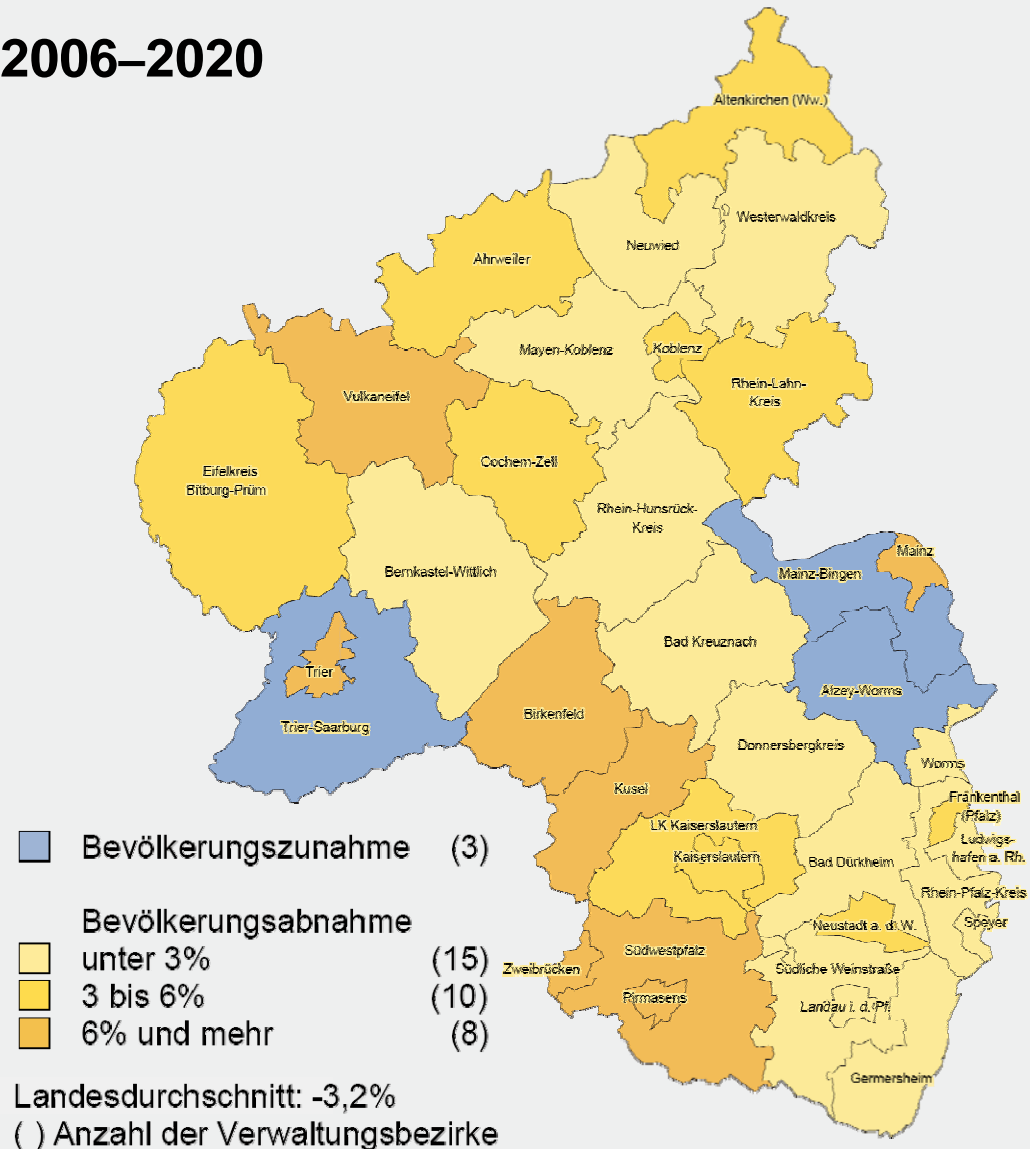 2006–2020
Altenkirchen (Ww.)
Westerwaldkreis
Neuwied
Ahrweiler
Mayen-Koblenz
Koblenz
Rhein-Lahn-
Kreis
Vulkaneifel
Cochem-Zell
Eifelkreis
Bitburg-Prüm
Rhein-Hunsrück-
Kreis
Bernkastel-Wittlich
Mainz
Mainz-Bingen
Bad Kreuznach
Trier
Trier-Saarburg
Alzey-Worms
Birkenfeld
Donnersbergkreis
Worms
Kusel
Frankenthal
(Pfalz)
LK Kaiserslautern
Kaiserslautern
Ludwigs-
hafen a. Rh.
Bad Dürkheim
Rhein-Pfalz-Kreis
Neustadt a. d. W.
Speyer
Südwestpfalz
Zweibrücken
Südliche Weinstraße
Pirmasens
Landau i. d. Pf.
Germersheim
Bevölkerungszunahme (3)
Bevölkerungsabnahme
unter 3% (15)
3 bis 6% (10)
6% und mehr (8)
Landesdurchschnitt: -3,2%
( ) Anzahl der Verwaltungsbezirke